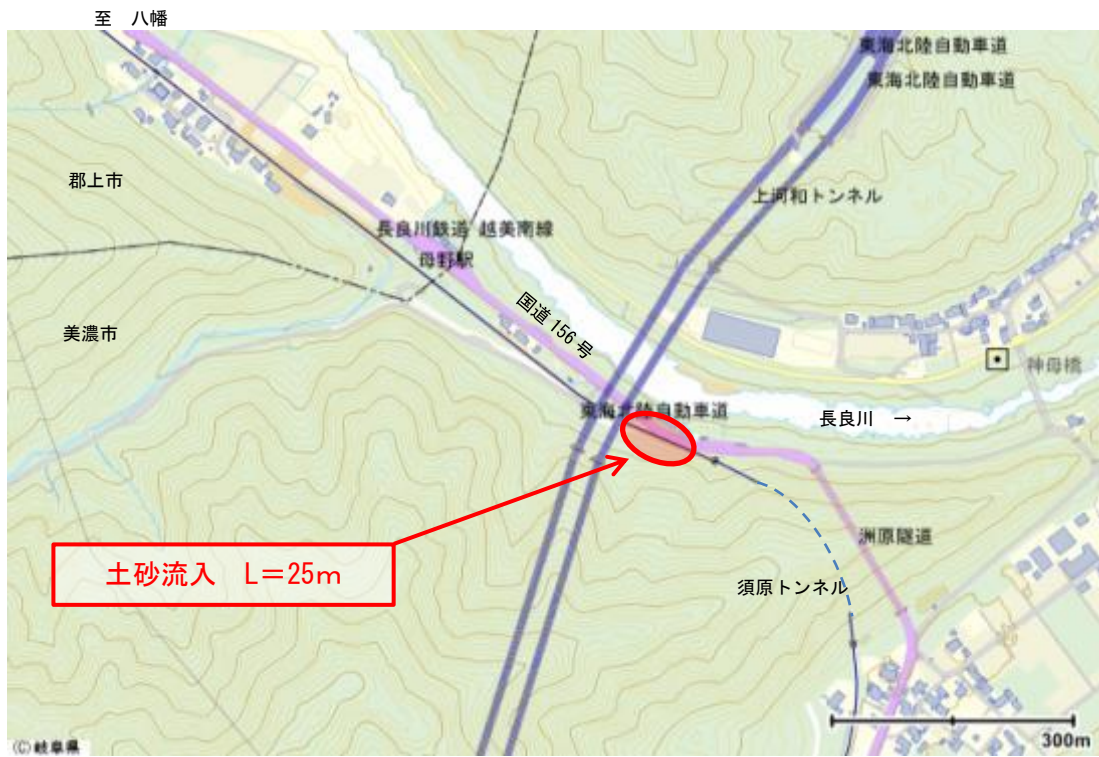 至　八幡
東海北陸自動車道
東海北陸自動車道
郡上市
上河和トンネル
長良川鉄道 越美南線
母野駅
国道156号
美濃市
神母橋
東海北陸自動車道
長良川　→
洲原隧道
土砂流入　L＝25m
須原トンネル
300m
(C)岐阜県